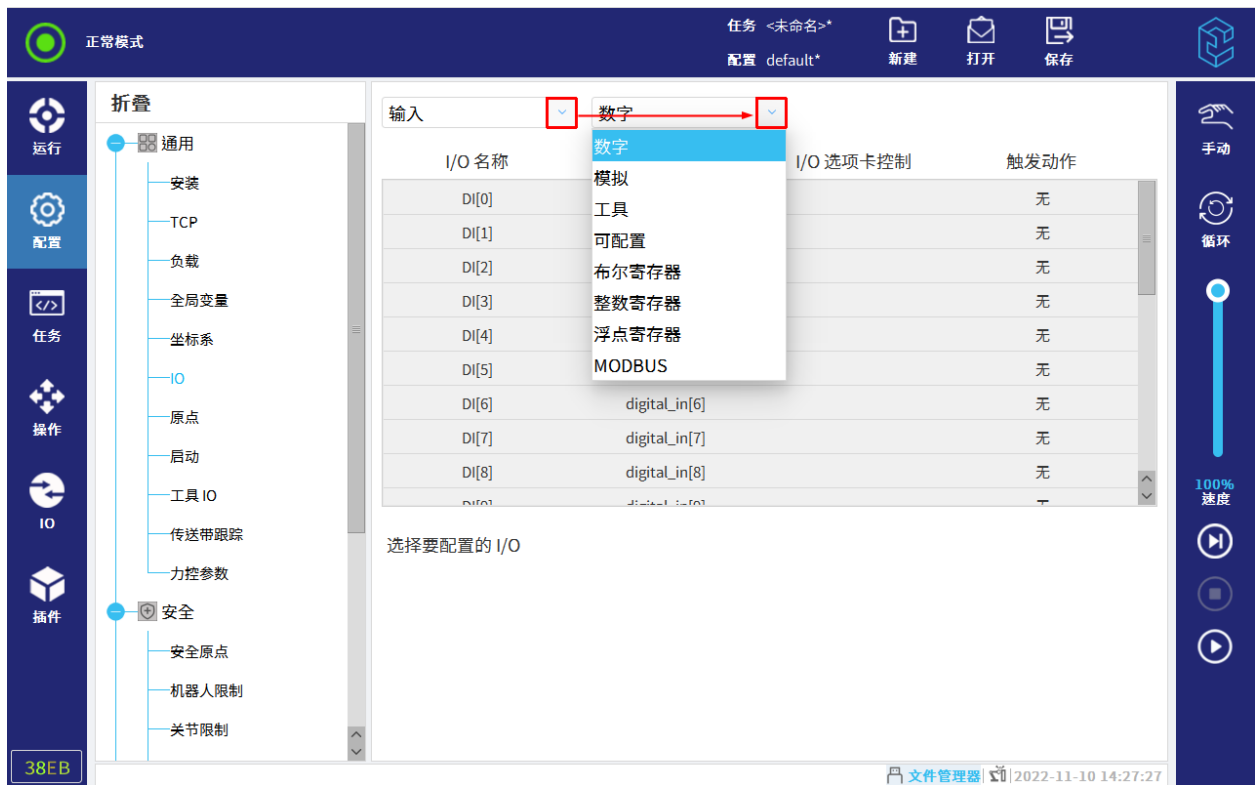 正常模式
任务 <未命名>*
配置 default*
新建
打开
保存
运行
配置
任务
操作
IO
插件
38EB
折叠
通用
安装
TCP
负载
全局变量
坐标系
IO
原点
启动
工具 IO
传送带跟踪
力控参数
安全
安全原点
机器人限制
关节限制
输入
数字
数字
模拟
工具
可配置
布尔寄存器
整数寄存器
浮点寄存器
MODBUS
I/O 名称 I/O 选项卡控制 触发动作
DI[0] 无
DI[1] 无
DI[2] 无
DI[3] 无
DI[4] 无
DI[5] 无
DI[6] digital_in[6] 无
DI[7] digital_in[7] 无
DI[8] digital_in[8] 无
DI[9] digital_in[9] 无
选择要配置的 I/O
手动
循环
100%
速度
文件管理器 2022-11-10 14:27:27